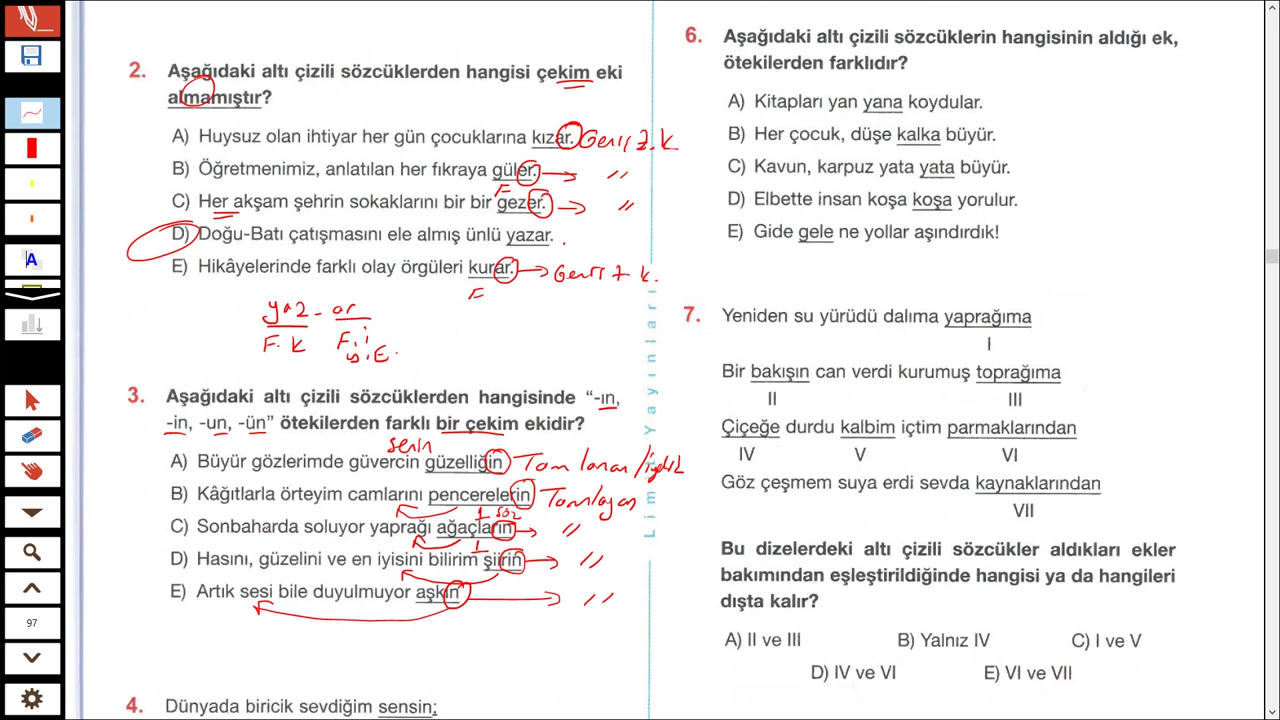 2. Aşağıdaki altı çizili sözcüklerden hangisi çekim eki
almamıştır?
A) Huysuz olan ihtiyar her gün çocuklarına kızar. Geniş z. k
B) Öğretmenimiz, anlatılan her fıkraya güler. → "
F
C) Her akşam şehrin sokaklarını bir bir gezer. → "
D) Doğu-Batı çatışmasını ele almış ünlü yazar.
E) Hikâyelerinde farklı olay örgüleri kurar. → Geniş z k.
F
yaz - ar
F. K F. i
y. E.
3. Aşağıdaki altı çizili sözcüklerden hangisinde “-ın,
-in, -un, -ün” ötekilerden farklı bir çekim ekidir?
senin
A) Büyür gözlerimde güvercin güzelliğin Tamlanan/iyelik
B) Kâğıtlarla örteyim camlarını pencerelerin Tamlayan
C) Sonbaharda soluyor yaprağı ağaçların → "
D) Hasını, güzelini ve en iyisini bilirim şiirin → "
E) Artık sesi bile duyulmuyor aşkın → "
4. Dünyada biricik sevdiğim sensin;
Limit Yayınları
6. Aşağıdaki altı çizili sözcüklerin hangisinin aldığı ek,
ötekilerden farklıdır?
A) Kitapları yan yana koydular.
B) Her çocuk, düşe kalka büyür.
C) Kavun, karpuz yata yata büyür.
D) Elbette insan koşa koşa yorulur.
E) Gide gele ne yollar aşındırdık!
7. Yeniden su yürüdü dalıma yaprağıma
I
Bir bakışın can verdi kurumuş toprağıma
II III
Çiçeğe durdu kalbim içtim parmaklarından
IV V VI
Göz çeşmem suya erdi sevda kaynaklarından
VII
Bu dizelerdeki altı çizili sözcükler aldıkları ekler
bakımından eşleştirildiğinde hangisi ya da hangileri
dışta kalır?
A) II ve III B) Yalnız IV C) I ve V
D) IV ve VI E) VI ve VII
A
97